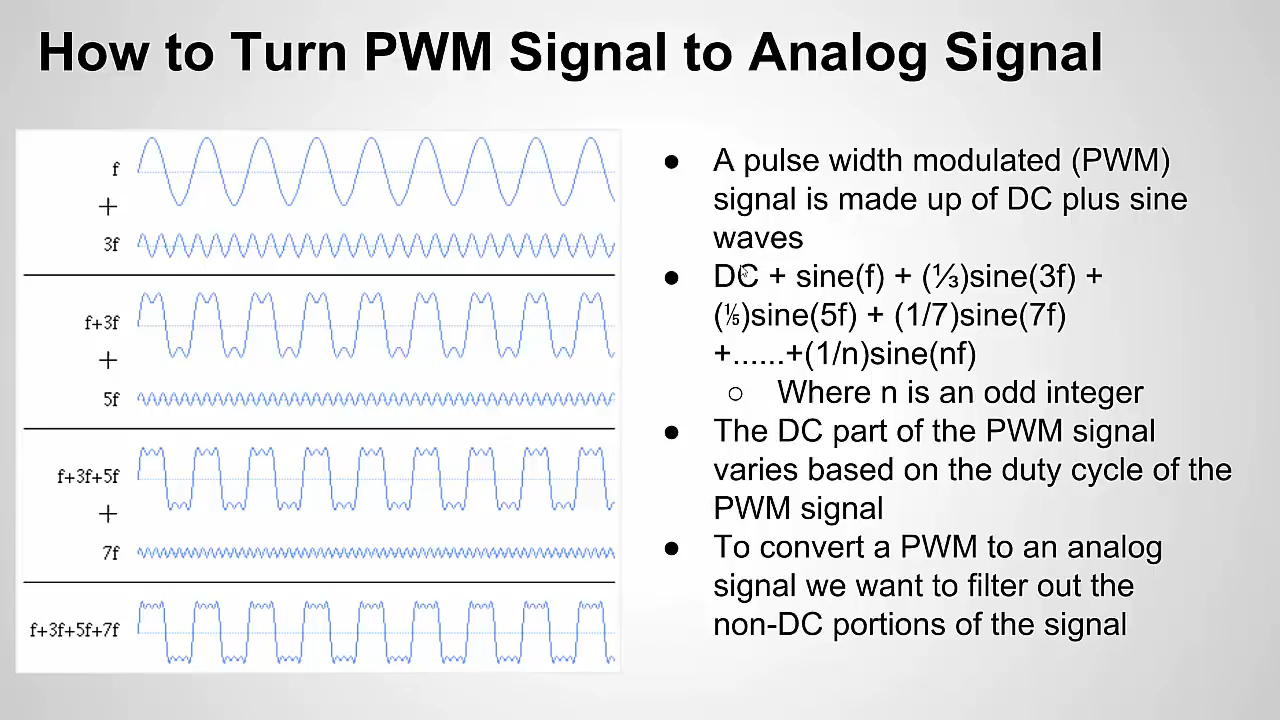 How to Turn PWM Signal to Analog Signal
f
+
3f
f+3f
+
5f
f+3f+5f
+
7f
f+3f+5f+7f
● A pulse width modulated (PWM)
signal is made up of DC plus sine
waves
● DC + sine(f) + (⅓)sine(3f) +
(⅕)sine(5f) + (1/7)sine(7f)
+......+(1/n)sine(nf)
○ Where n is an odd integer
● The DC part of the PWM signal
varies based on the duty cycle of the
PWM signal
● To convert a PWM to an analog
signal we want to filter out the
non-DC portions of the signal